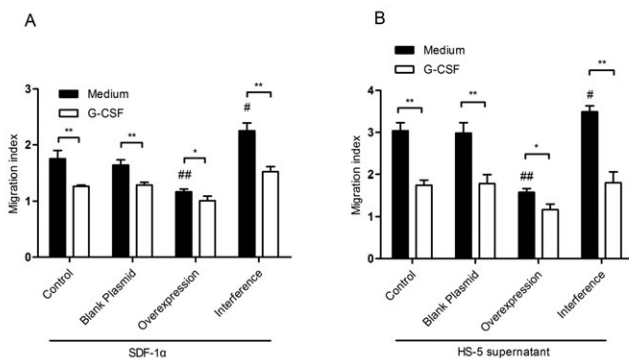 A
Medium
G-CSF
Migration index
3
2
1
0
**
**
##
*
#
**
Control
Blank Plasmid
Overexpression
Interference
SDF-1α
B
Medium
G-CSF
Migration index
4
3
2
1
0
**
**
##
*
#
**
Control
Blank Plasmid
Overexpression
Interference
HS-5 supernatant